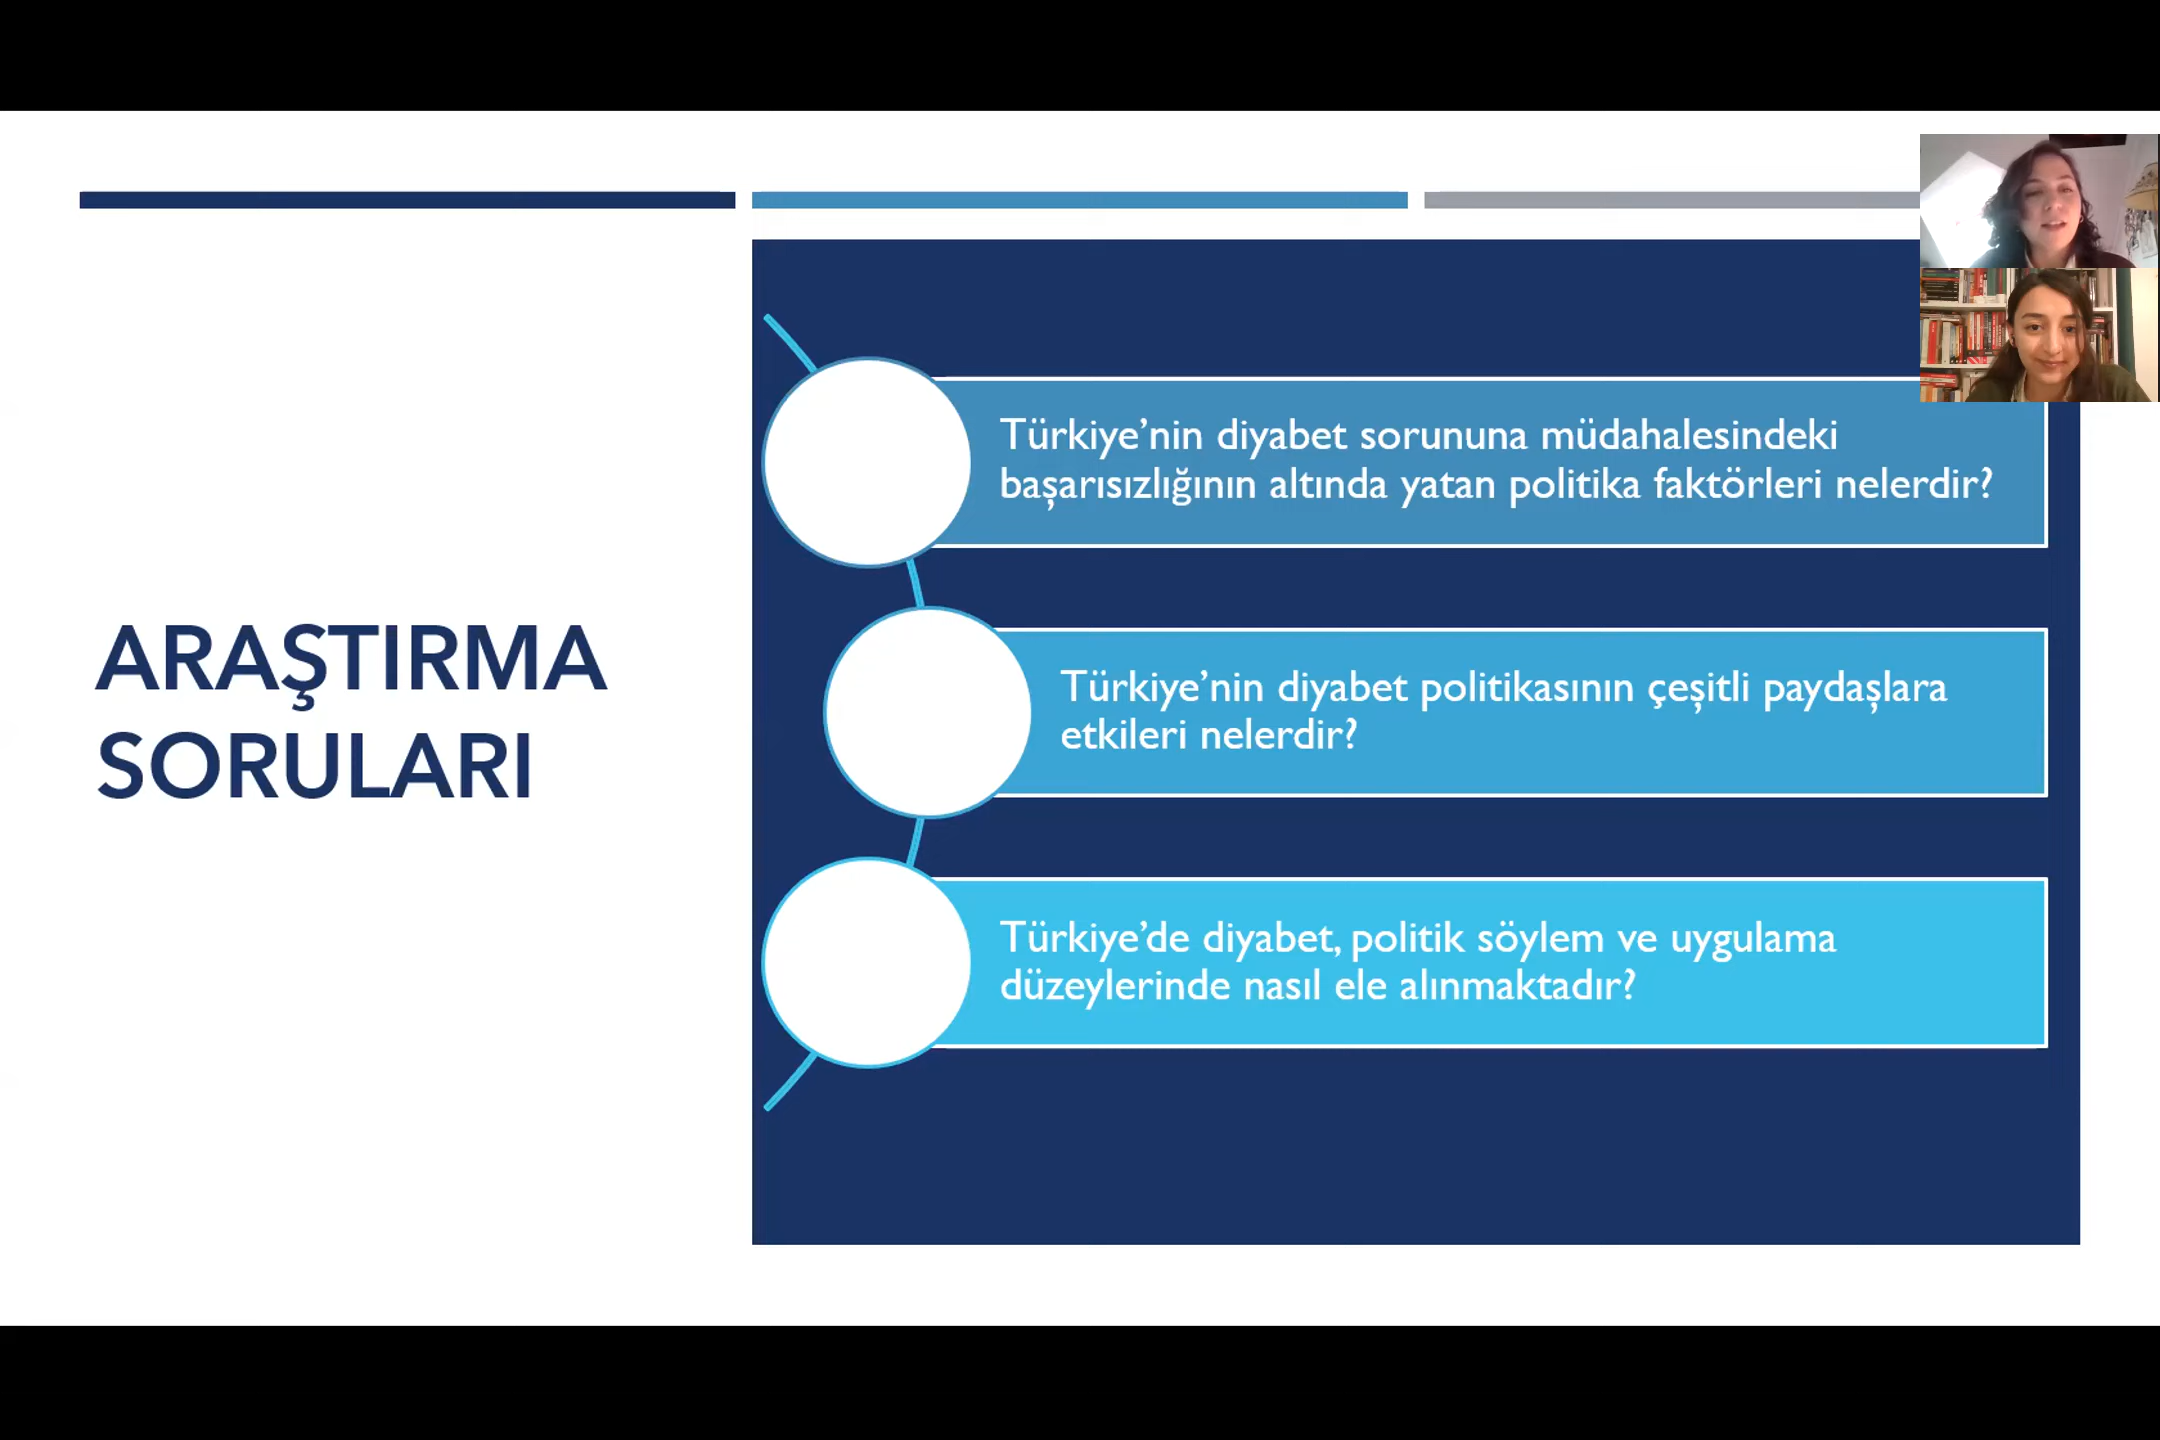 ARAŞTIRMA
SORULARI
Türkiye’nin diyabet sorununa müdahalesindeki
başarısızlığının altında yatan politika faktörleri nelerdir?
Türkiye’nin diyabet politikasının çeşitli paydaşlara
etkileri nelerdir?
Türkiye’de diyabet, politik söylem ve uygulama
düzeylerinde nasıl ele alınmaktadır?